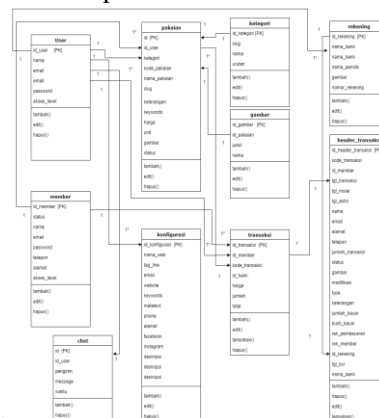 user
id_user [PK]
nama
email
email
password
akses_level
tambah()
edit()
hapus()
pakaian
id [PK]
id_user
kategori
kode_pakaian
nama_pakaian
slug
keterangan
keywords
harga
unit
gambar
status
tambah()
edit()
hapus()
kategori
id_kategori [PK]
slug
nama
urutan
tambah()
edit()
hapus()
rekening
id_rekening [PK]
nama_bank
nama_bank
nama_pemilik
gambar
nomor_rekening
tambah()
edit()
hapus()
gambar
id_gambar [PK]
id_pakaian
judul
nama
tambah()
edit()
hapus()
member
id_member [PK]
status
nama
email
password
telepon
alamat
akses_level
tambah()
edit()
hapus()
konfigurasi
id_konfigurasi [PK]
nama_web
tag_line
email
website
keywords
metatext
phone
alamat
facebook
instagram
deskripsi
deskripsi
deskripsi
tambah()
edit()
hapus()
transaksi
id_transaksi [PK]
id_member
kode_transaksi
harga
jumlah
total
tambah()
edit()
tampilkan()
hapus()
header_transaksi
id_header_transaksi [PK]
kode_transaksi
id_member
tgl_transaksi
tgl_mulai
tgl_akhir
nama
email
alamat
telepon
jumlah_transaksi
status
gambar
modifikasi
type
keterangan
jumlah_bayar
bukti_bayar
rek_pembayaran
rek_member
id_rekening
tgl_byr
nama_bank
tambah()
hapus()
edit()
tampilkan()
chat
id [PK]
id_user
pengirim
message
waktu
tambah()
hapus()